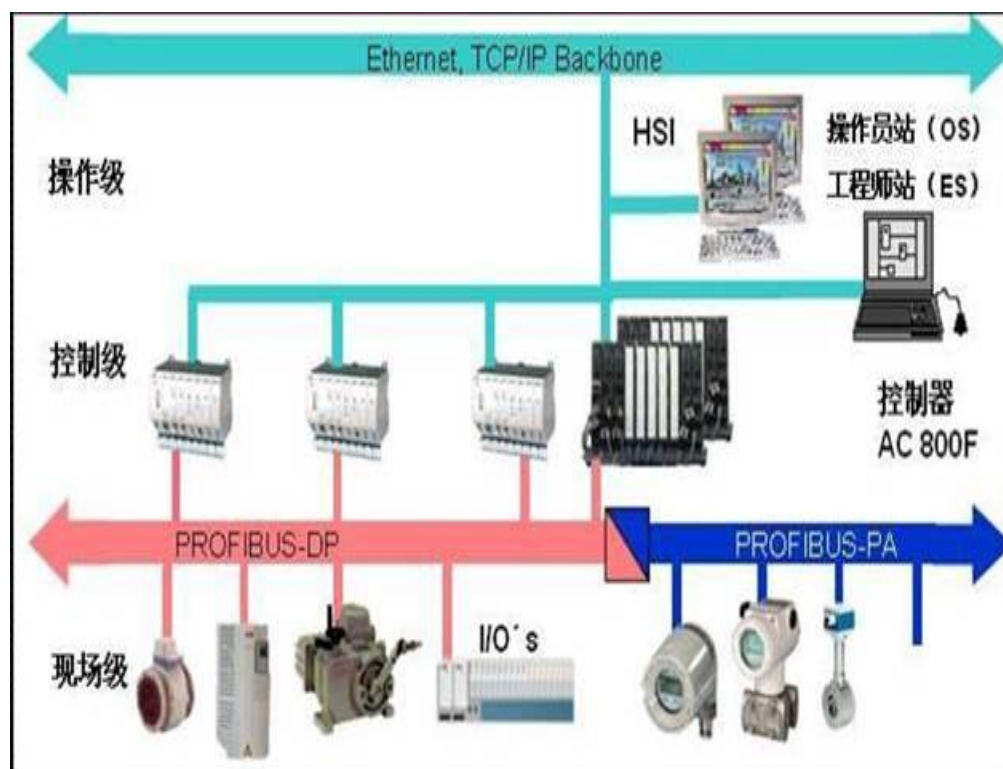 Ethernet, TCP/IP Backbone
HSI
操作员站（OS）
工程师站（ES）
操作级
控制级
控制器
AC 800F
PROFIBUS-DP
PROFIBUS-PA
I/O´s
现场级